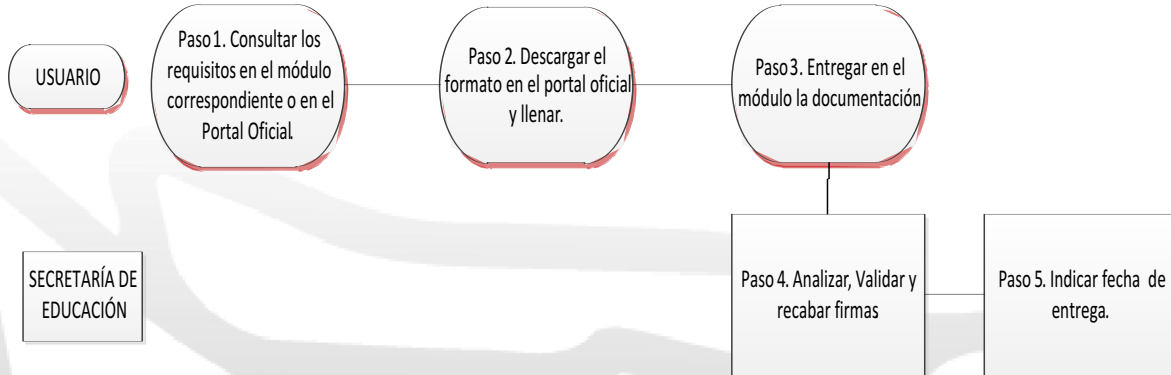 USUARIO
Paso 1. Consultar los
requisitos en el módulo
correspondiente o en el
Portal Oficial.
Paso 2. Descargar el
formato en el portal oficial
y llenar.
Paso 3. Entregar en el
módulo la documentación.
SECRETARÍA DE
EDUCACIÓN
Paso 4. Analizar, Validar y
recabar firmas
Paso 5. Indicar fecha de
entrega.